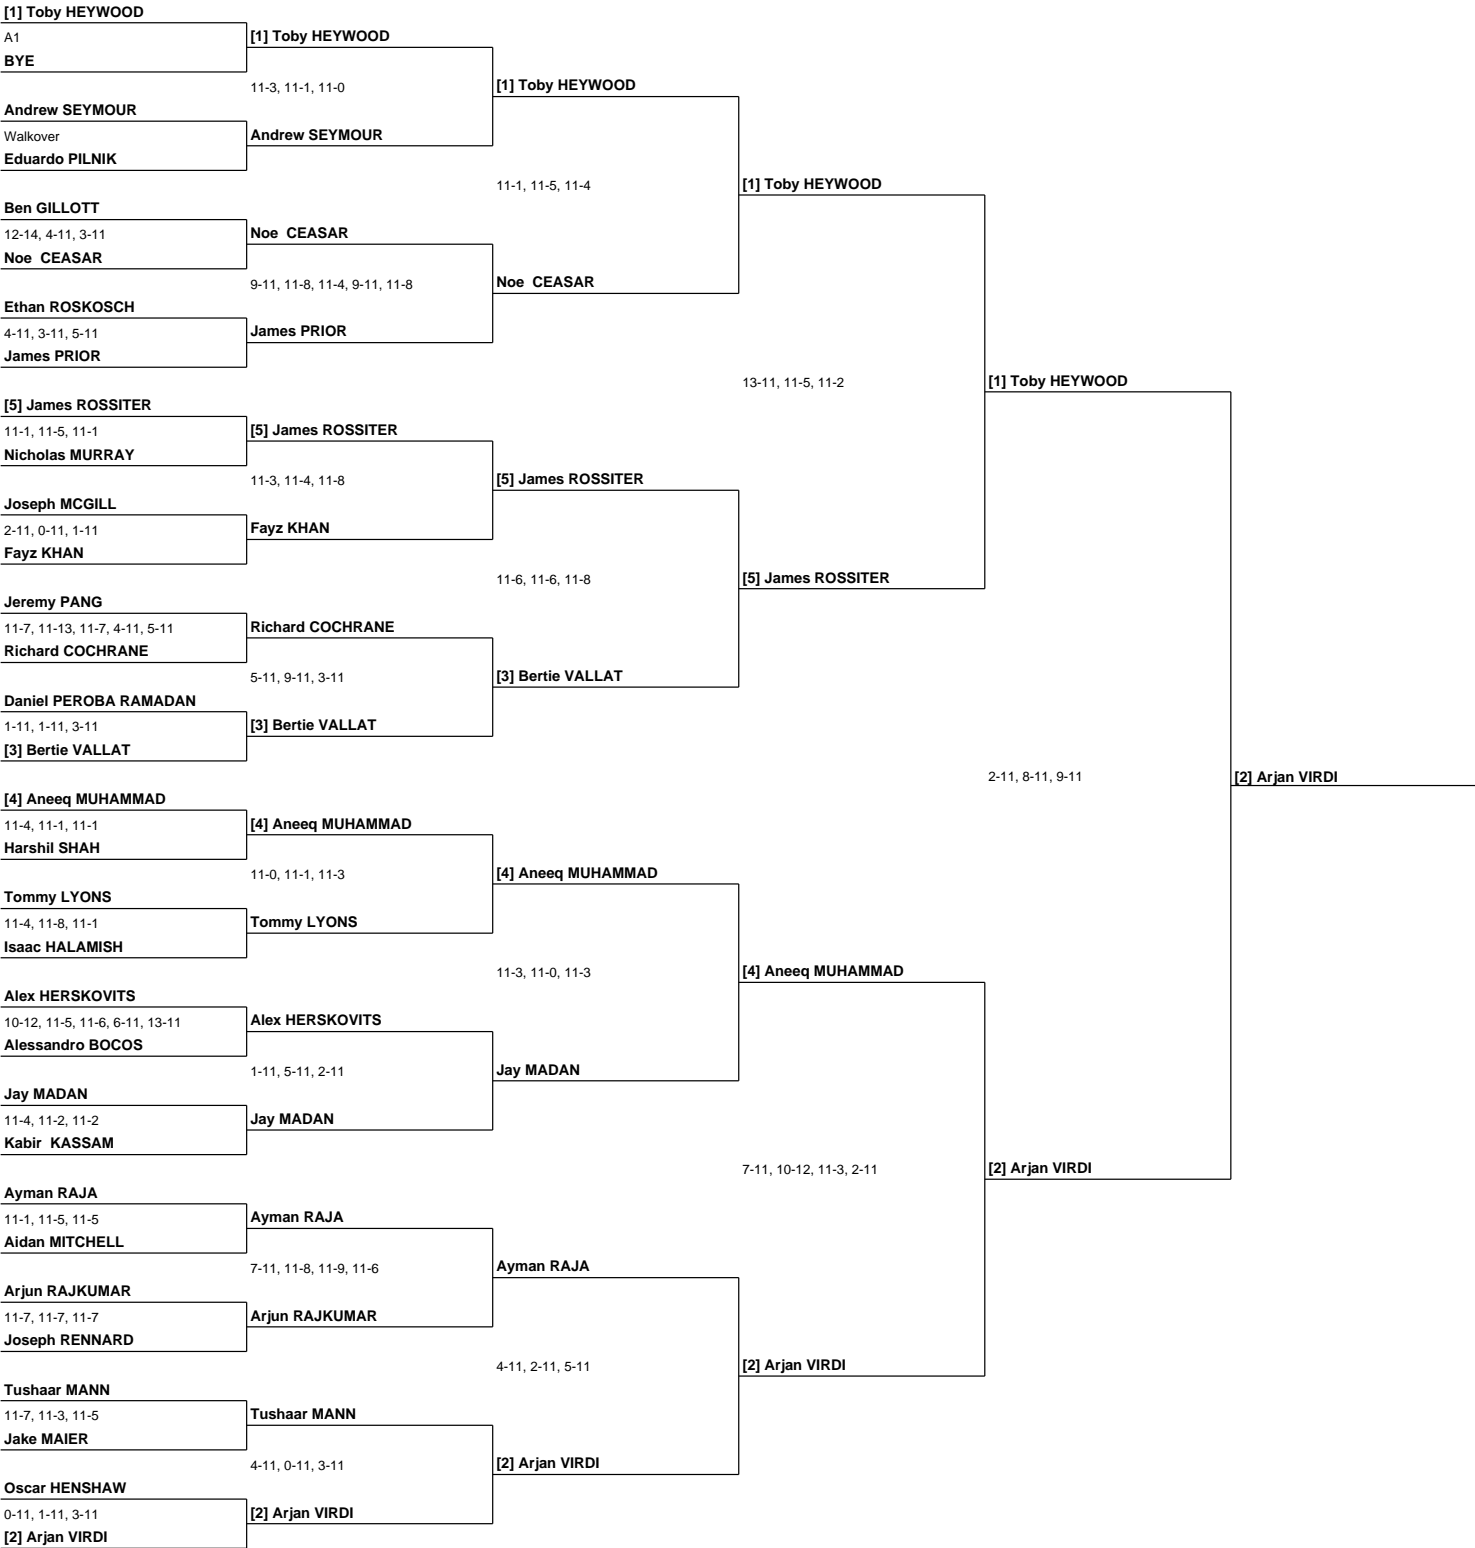 [1] Toby HEYWOOD
A1
BYE
Andrew SEYMOUR
Walkover
Eduardo PILNIK
Ben GILLOTT
12-14, 4-11, 3-11
Noe  CEASAR
Ethan ROSKOSCH
4-11, 3-11, 5-11
James PRIOR
[5] James ROSSITER
11-1, 11-5, 11-1
Nicholas MURRAY
Joseph MCGILL
2-11, 0-11, 1-11
Fayz KHAN
Jeremy PANG
11-7, 11-13, 11-7, 4-11, 5-11
Richard COCHRANE
Daniel PEROBA RAMADAN
1-11, 1-11, 3-11
[3] Bertie VALLAT
[4] Aneeq MUHAMMAD
11-4, 11-1, 11-1
Harshil SHAH
Tommy LYONS
11-4, 11-8, 11-1
Isaac HALAMISH
Alex HERSKOVITS
10-12, 11-5, 11-6, 6-11, 13-11
Alessandro BOCOS
Jay MADAN
11-4, 11-2, 11-2
Kabir  KASSAM
Ayman RAJA
11-1, 11-5, 11-5
Aidan MITCHELL
Arjun RAJKUMAR
11-7, 11-7, 11-7
Joseph RENNARD
Tushaar MANN
11-7, 11-3, 11-5
Jake MAIER
Oscar HENSHAW
0-11, 1-11, 3-11
[2] Arjan VIRDI
[1] Toby HEYWOOD
11-3, 11-1, 11-0
Andrew SEYMOUR
Noe  CEASAR
9-11, 11-8, 11-4, 9-11, 11-8
James PRIOR
[5] James ROSSITER
11-3, 11-4, 11-8
Fayz KHAN
Richard COCHRANE
5-11, 9-11, 3-11
[3] Bertie VALLAT
[4] Aneeq MUHAMMAD
11-0, 11-1, 11-3
Tommy LYONS
Alex HERSKOVITS
1-11, 5-11, 2-11
Jay MADAN
Ayman RAJA
7-11, 11-8, 11-9, 11-6
Arjun RAJKUMAR
Tushaar MANN
4-11, 0-11, 3-11
[2] Arjan VIRDI
[1] Toby HEYWOOD
11-1, 11-5, 11-4
Noe  CEASAR
[5] James ROSSITER
11-6, 11-6, 11-8
[3] Bertie VALLAT
[4] Aneeq MUHAMMAD
11-3, 11-0, 11-3
Jay MADAN
Ayman RAJA
4-11, 2-11, 5-11
[2] Arjan VIRDI
[1] Toby HEYWOOD
13-11, 11-5, 11-2
[5] James ROSSITER
[4] Aneeq MUHAMMAD
7-11, 10-12, 11-3, 2-11
[2] Arjan VIRDI
[1] Toby HEYWOOD
2-11, 8-11, 9-11
[2] Arjan VIRDI
[2] Arjan VIRDI